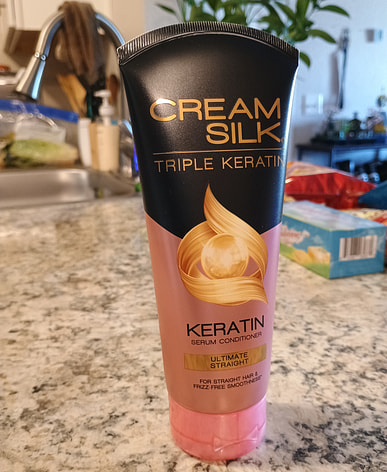 CREAM
SILK
TRIPLE KERATIN
KERATIN
SERUM CONDITIONER
ULTIMATE
STRAIGHT
FOR STRAIGHT HAIR &
FRIZZ FREE SMOOTHNESS